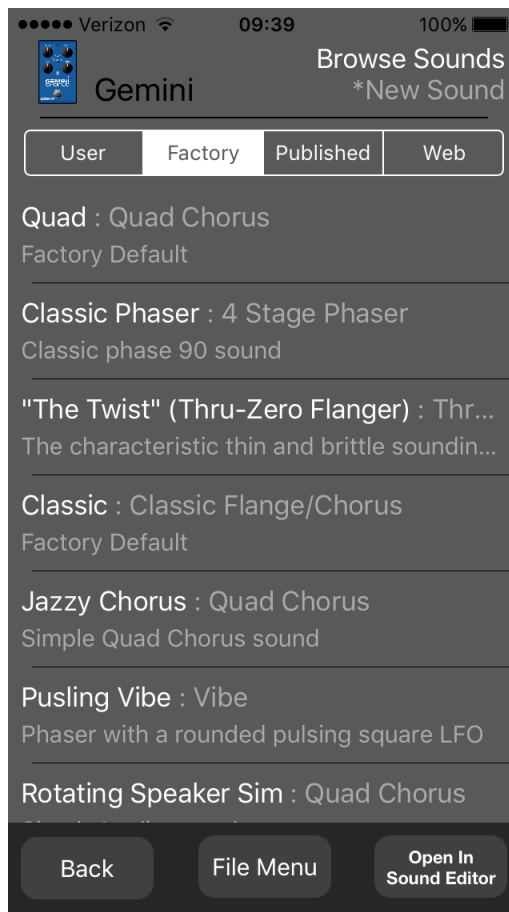 Verizon 09:39 100%
Browse Sounds
Gemini *New Sound
User Factory Published Web
Quad : Quad Chorus
Factory Default
Classic Phaser : 4 Stage Phaser
Classic phase 90 sound
"The Twist" (Thru-Zero Flanger) : Thr...
The characteristic thin and brittle soundin...
Classic : Classic Flange/Chorus
Factory Default
Jazzy Chorus : Quad Chorus
Simple Quad Chorus sound
Pusling Vibe : Vibe
Phaser with a rounded pulsing square LFO
Rotating Speaker Sim : Quad Chorus
Back File Menu Open In
Sound Editor